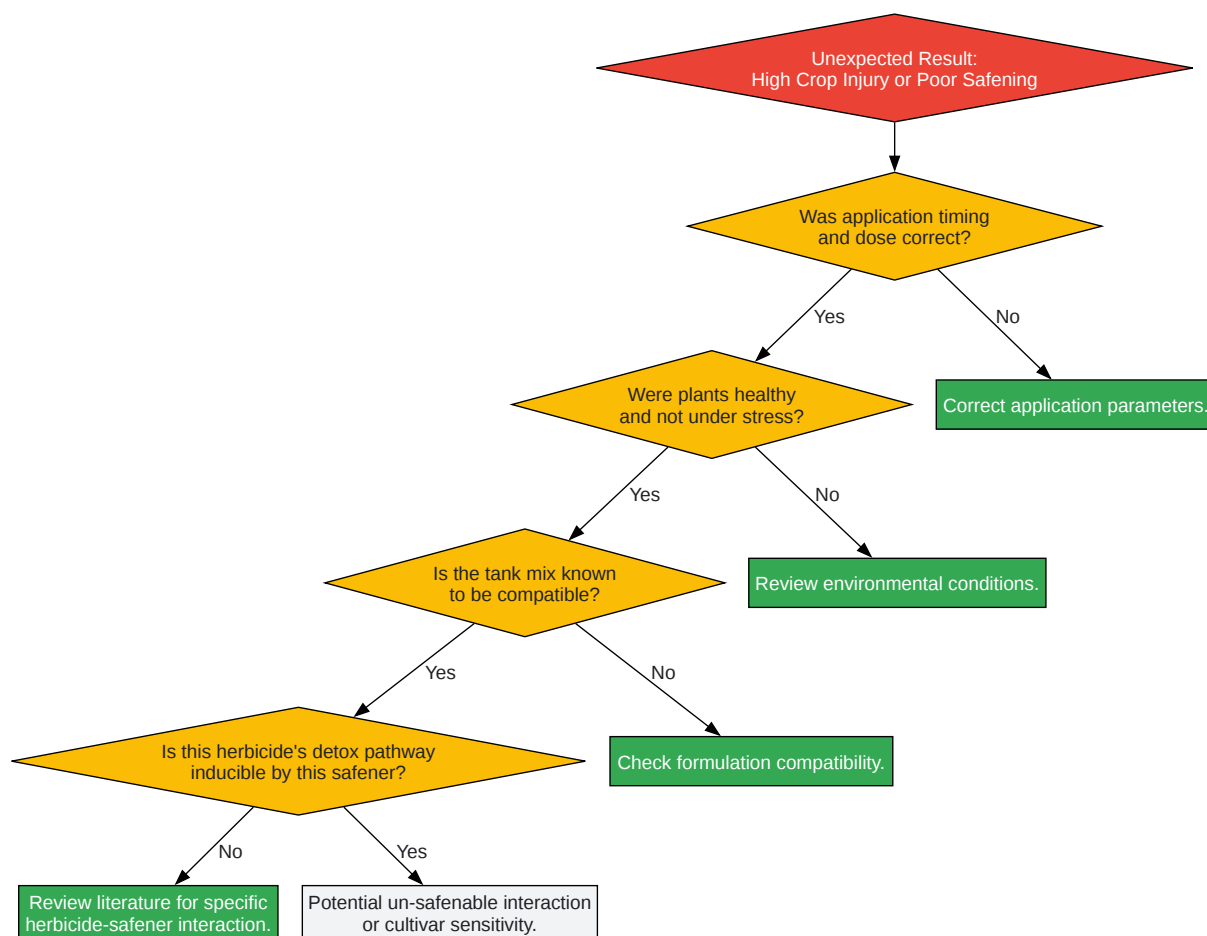 Unexpected Result:
High Crop Injury or Poor Safening
Was application timing
and dose correct?
Yes
No
Were plants healthy
and not under stress?
Correct application parameters.
Yes
No
Is the tank mix known
to be compatible?
Review environmental conditions.
Yes
No
Is this herbicide's detox pathway
inducible by this safener?
Check formulation compatibility.
No
Yes
Review literature for specific
herbicide-safener interaction.
Potential un-safenable interaction
or cultivar sensitivity.